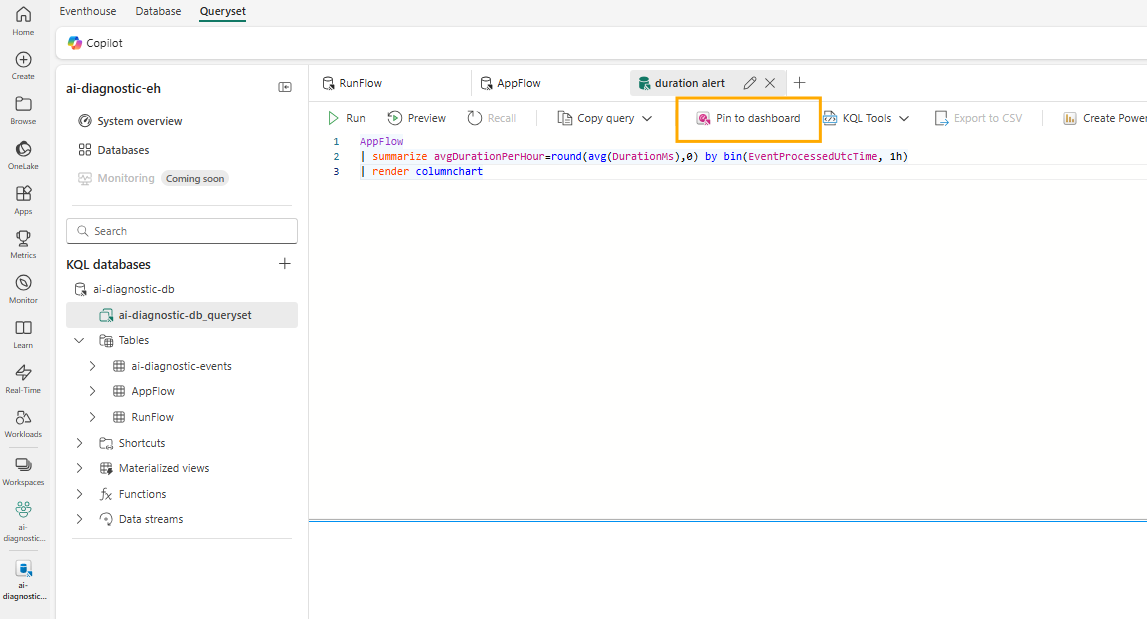 Eventhouse Database Queryset
Copilot
Home
Create
Browse
OneLake
Apps
Metrics
Monitor
Learn
Real-Time
Workloads
Workspaces
ai-
diagnostic...
ai-
diagnostic...
ai-diagnostic-eh
System overview
Databases
Monitoring Coming soon
Search
KQL databases
ai-diagnostic-db
ai-diagnostic-db_queryset
Tables
ai-diagnostic-events
AppFlow
RunFlow
Shortcuts
Materialized views
Functions
Data streams
RunFlow AppFlow duration alert
Run Preview Recall Copy query Pin to dashboard KQL Tools Export to CSV Create Power
1 AppFlow
2 | summarize avgDurationPerHour=round(avg(DurationMs),0) by bin(EventProcessedUtcTime, 1h)
3 | render columnchart